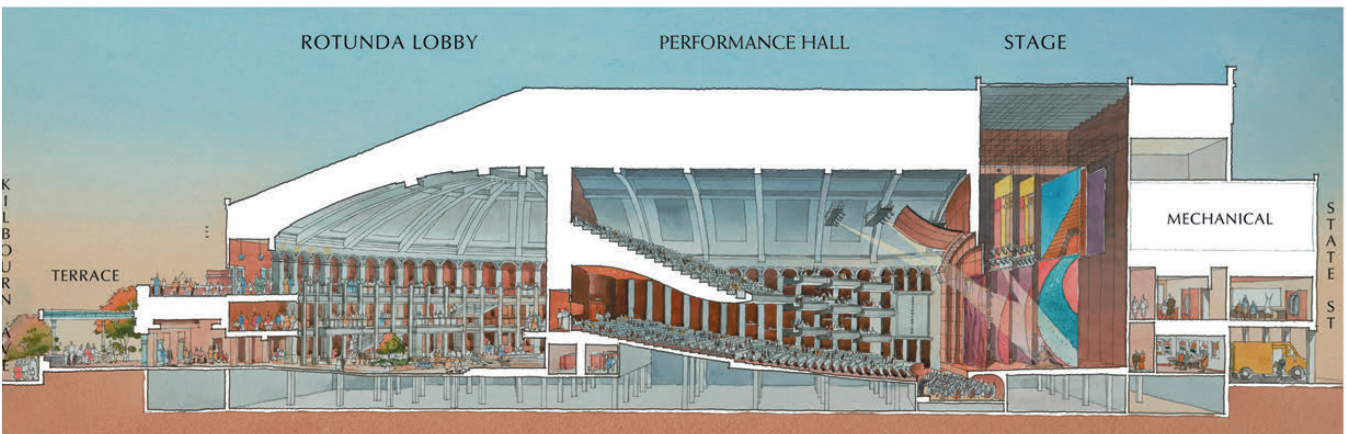 ROTUNDA LOBBY
PERFORMANCE HALL
STAGE
KILBOURN AVE
TERRACE
MECHANICAL
STATE ST